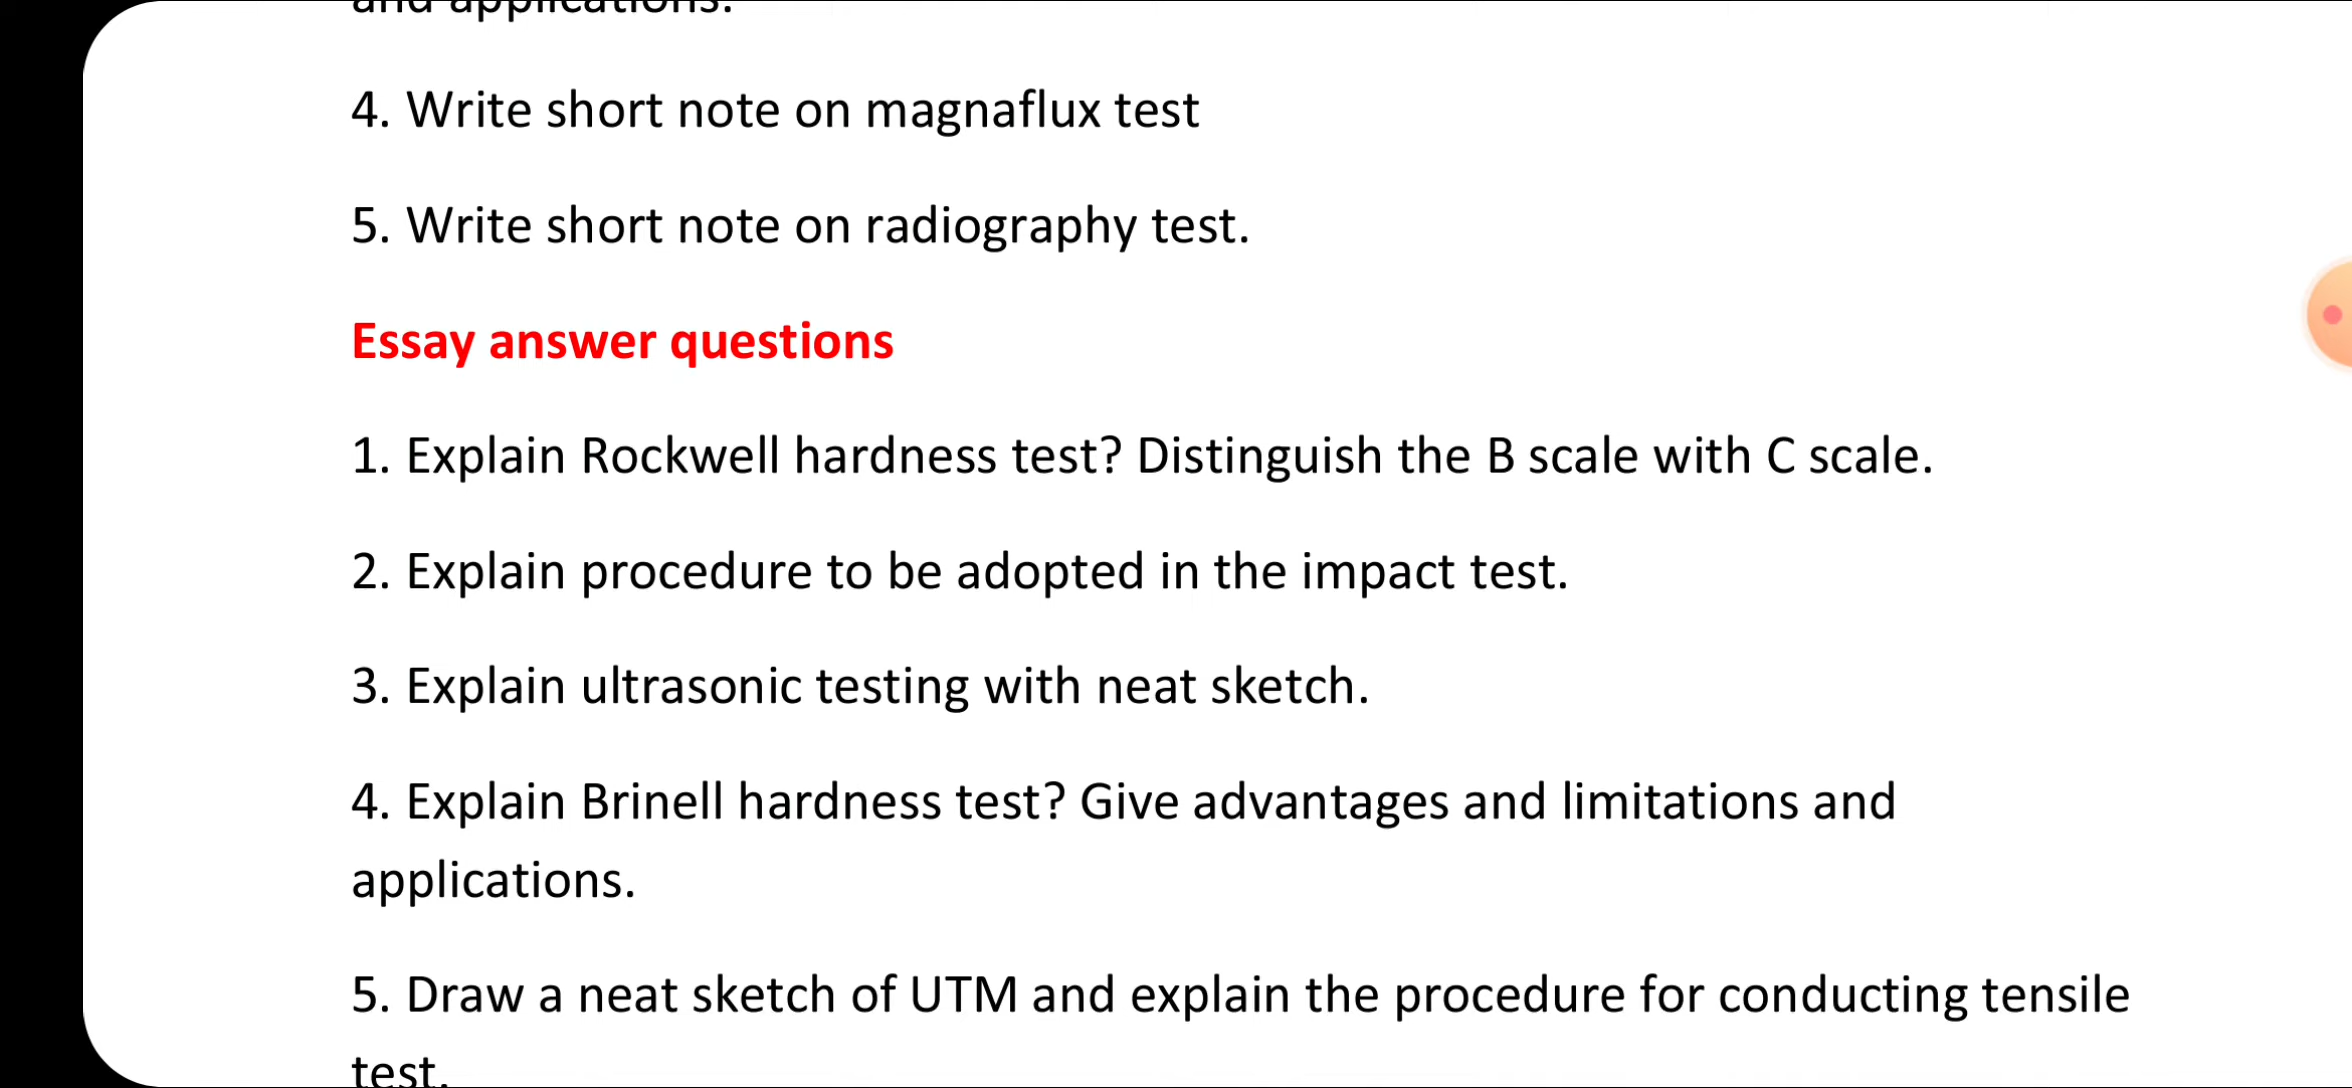 and applications.
4. Write short note on magnaflux test
5. Write short note on radiography test.
Essay answer questions
1. Explain Rockwell hardness test? Distinguish the B scale with C scale.
2. Explain procedure to be adopted in the impact test.
3. Explain ultrasonic testing with neat sketch.
4. Explain Brinell hardness test? Give advantages and limitations and
applications.
5. Draw a neat sketch of UTM and explain the procedure for conducting tensile
test.